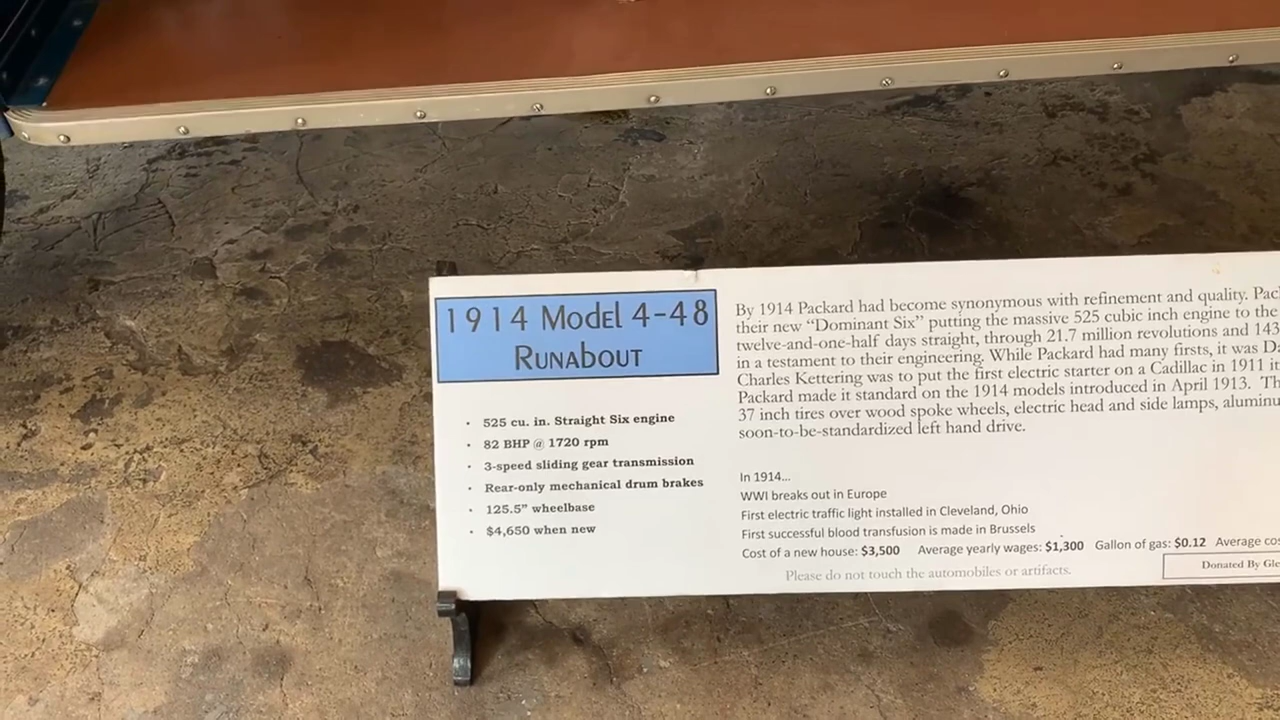 1914 Model 4-48
Runabout
• 525 cu. in. Straight Six engine
• 82 BHP @ 1720 rpm
• 3-speed sliding gear transmission
• Rear-only mechanical drum brakes
• 125.5" wheelbase
• $4,650 when new
By 1914 Packard had become synonymous with refinement and quality. Pac
their new “Dominant Six” putting the massive 525 cubic inch engine to the
twelve-and-one-half days straight, through 21.7 million revolutions and 143
in a testament to their engineering. While Packard had many firsts, it was Da
Charles Kettering was to put the first electric starter on a Cadillac in 1911 it
Packard made it standard on the 1914 models introduced in April 1913. Th
37 inch tires over wood spoke wheels, electric head and side lamps, aluminu
soon-to-be-standardized left hand drive.
In 1914...
WWI breaks out in Europe
First electric traffic light installed in Cleveland, Ohio
First successful blood transfusion is made in Brussels
Cost of a new house: $3,500 Average yearly wages: $1,300 Gallon of gas: $0.12 Average cos
Please do not touch the automobiles or artifacts.
Donated By Gle